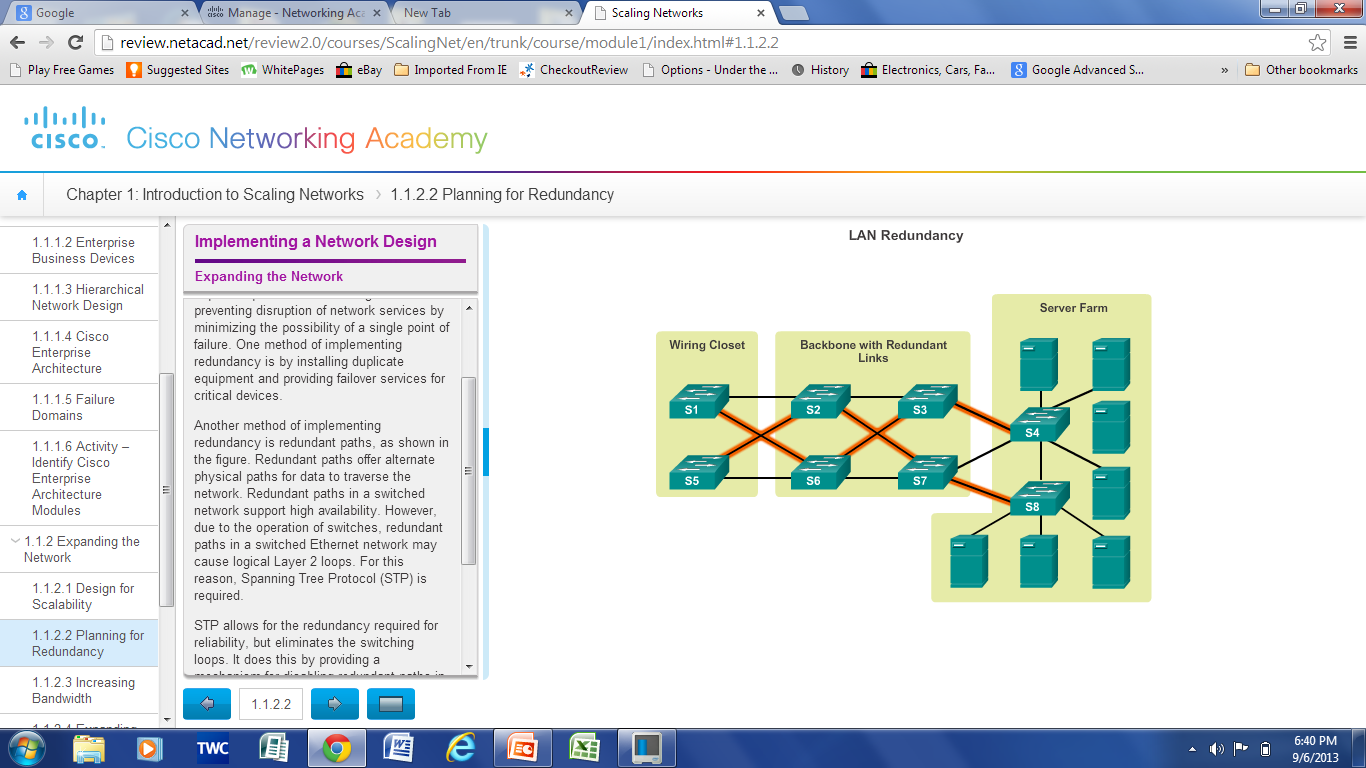 Google
Manage - Networking Aca
New Tab
Scaling Networks
review.netacad.net/review2.0/courses/ScalingNet/en/trunk/course/module1/index.html#1.1.2.2
Play Free Games
Suggested Sites
WhitePages
eBay
Imported From IE
CheckoutReview
Options - Under the ...
History
Electronics, Cars, Fa...
Google Advanced S...
»
Other bookmarks
CISCO.
Cisco Networking Academy
Chapter 1: Introduction to Scaling Networks
1.1.2.2 Planning for Redundancy
1.1.1.2 Enterprise
Business Devices
1.1.1.3 Hierarchical
Network Design
1.1.1.4 Cisco
Enterprise
Architecture
1.1.1.5 Failure
Domains
1.1.1.6 Activity –
Identify Cisco
Enterprise
Architecture
Modules
1.1.2 Expanding the
Network
1.1.2.1 Design for
Scalability
1.1.2.2 Planning for
Redundancy
1.1.2.3 Increasing
Bandwidth
1.1.2.4 Expanding
Implementing a Network Design
Expanding the Network
preventing disruption of network services by
minimizing the possibility of a single point of
failure. One method of implementing
redundancy is by installing duplicate
equipment and providing failover services for
critical devices.
Another method of implementing
redundancy is redundant paths, as shown in
the figure. Redundant paths offer alternate
physical paths for data to traverse the
network. Redundant paths in a switched
network support high availability. However,
due to the operation of switches, redundant
paths in a switched Ethernet network may
cause logical Layer 2 loops. For this
reason, Spanning Tree Protocol (STP) is
required.
STP allows for the redundancy required for
reliability, but eliminates the switching
loops. It does this by providing a
mechanism for disabling redundant paths in
1.1.2.2
LAN Redundancy
Wiring Closet
Backbone with Redundant
Links
Server Farm
S1
S2
S3
S4
S5
S6
S7
S8
TWC
6:40 PM
9/6/2013